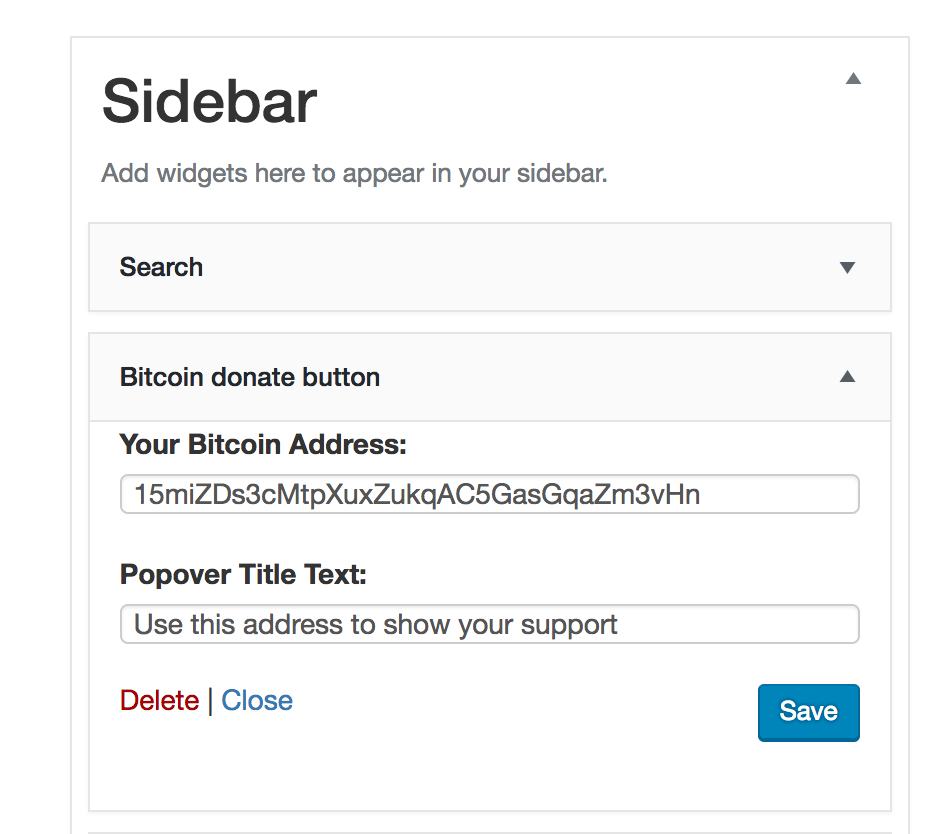 Sidebar
Add widgets here to appear in your sidebar.
Search
Bitcoin donate button
Your Bitcoin Address:
15miZDs3cMtpXuxZukqAC5GasGqaZm3vHn
Popover Title Text:
Use this address to show your support
Delete | Close
Save